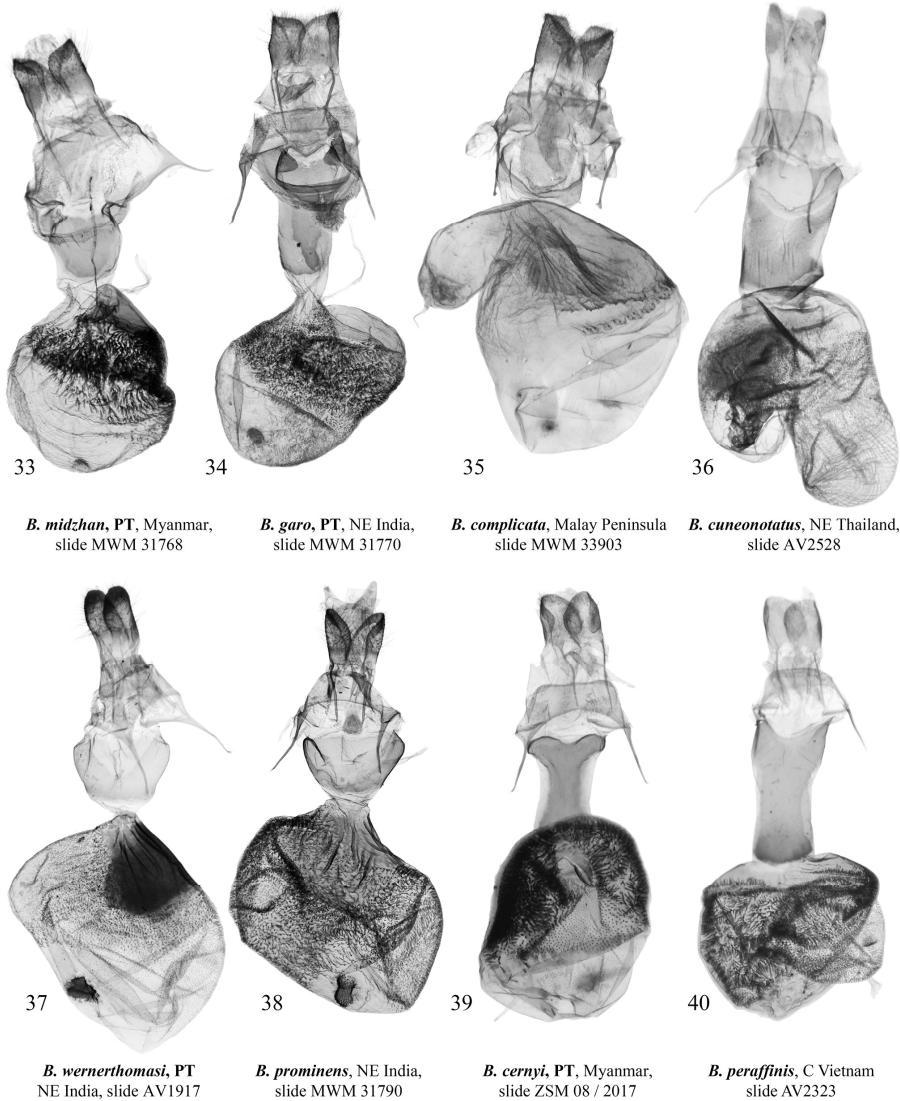 33
34
35
36
B. midzhan, PT, Myanmar,
slide MWM 31768
B. garo, PT, NE India,
slide MWM 31770
B. complicata, Malay Peninsula
slide MWM 33903
B. cuneonotatus, NE Thailand,
slide AV2528
37
38
39
40
B. wernerthomasi, PT
NE India, slide AV1917
B. prominens, NE India,
slide MWM 31790
B. cernyi, PT, Myanmar,
slide ZSM 08 / 2017
B. peraffinis, C Vietnam
slide AV2323